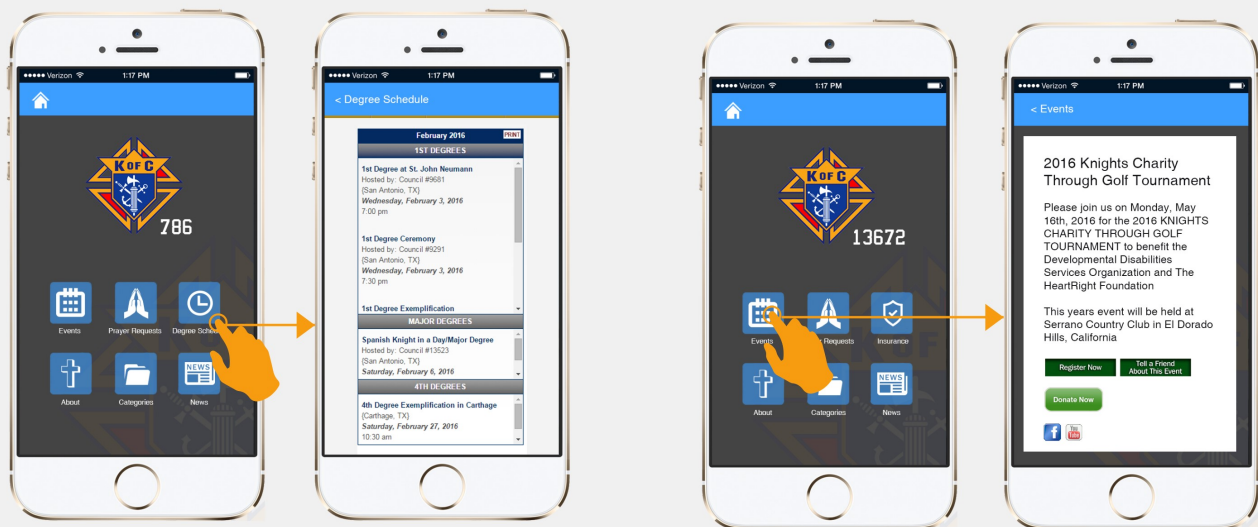 ••••• Verizon 1:17 PM
KOFC
786
Events Prayer Requests Degree Sched
About Categories NEWS
News
•••••• Verizon 1:17 PM
< Degree Schedule
February 2016 PRINT
1ST DEGREES
1st Degree at St. John Neumann
Hosted by: Council #9681
{San Antonio, TX}
Wednesday, February 3, 2016
7:00 pm
1st Degree Ceremony
Hosted by: Council #9291
{San Antonio, TX}
Wednesday, February 3, 2016
7:30 pm
1st Degree Exemplification
MAJOR DEGREES
Spanish Knight in a Day/Major Degree
Hosted by: Council #13523
{San Antonio, TX}
Saturday, February 6, 2016
4TH DEGREES
4th Degree Exemplification in Carthage
{Carthage, TX}
Saturday, February 27, 2016
10:30 am
•••••• Verizon 1:17 PM
KOFC
13672
Events Requests Insurance
NEWS
About Categories News
•••••• Verizon 1:17 PM
< Events
2016 Knights Charity
Through Golf Tournament
Please join us on Monday, May
16th, 2016 for the 2016 KNIGHTS
CHARITY THROUGH GOLF
TOURNAMENT to benefit the
Developmental Disabilities
Services Organization and The
HeartRight Foundation
This years event will be held at
Serrano Country Club in El Dorado
Hills, California
Register Now Tell a Friend
About This Event
Donate Now
f You
Tube